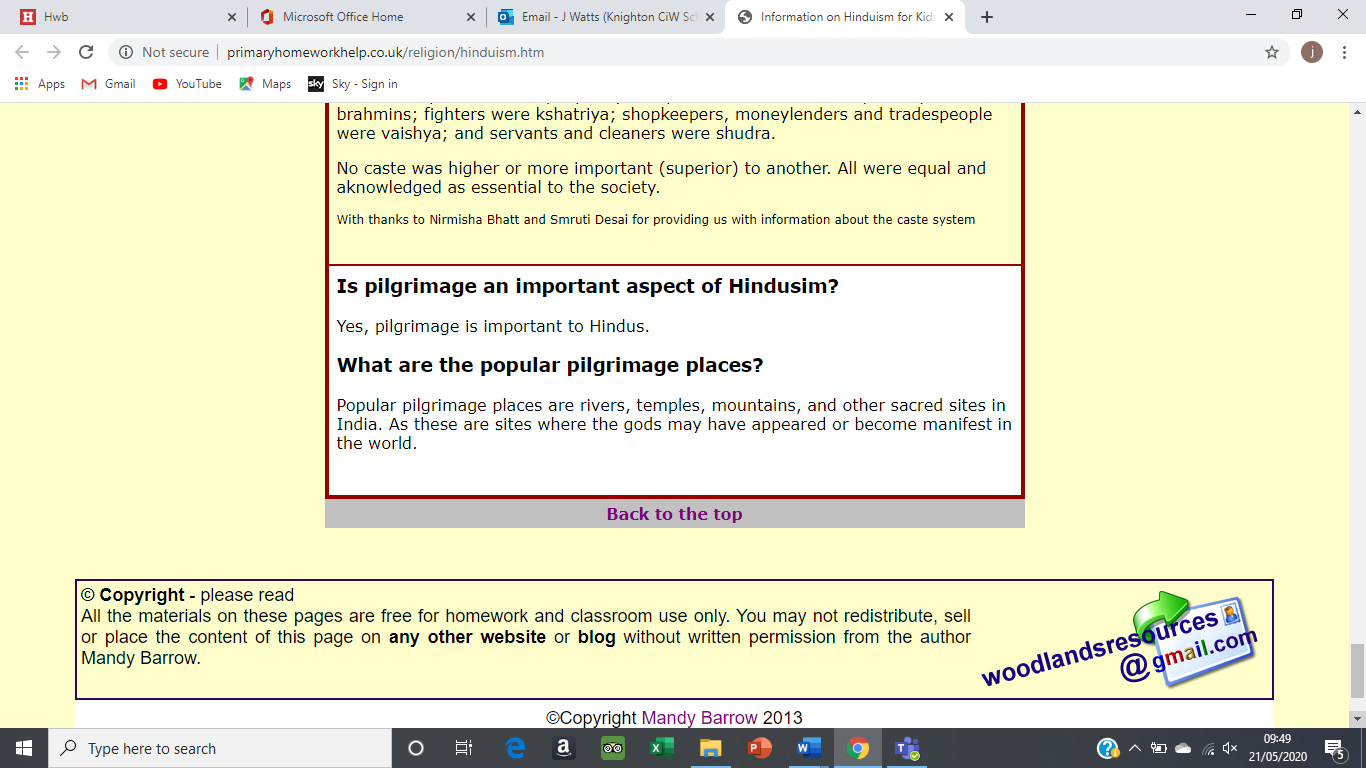 Hwb
Microsoft Office Home
Email - J Watts (Knighton CiW Sc
Information on Hinduism for Kid
Not secure
primaryhomeworkhelp.co.uk/religion/hinduism.htm
j
Apps
Gmail
YouTube
Maps
sky
Sky - Sign in
brahmins; fighters were kshatriya; shopkeepers, moneylenders and tradespeople
were vaishya; and servants and cleaners were shudra.
No caste was higher or more important (superior) to another. All were equal and
aknowledged as essential to the society.
With thanks to Nirmisha Bhatt and Smruti Desai for providing us with information about the caste system
Is pilgrimage an important aspect of Hindusim?
Yes, pilgrimage is important to Hindus.
What are the popular pilgrimage places?
Popular pilgrimage places are rivers, temples, mountains, and other sacred sites in
India. As these are sites where the gods may have appeared or become manifest in
the world.
Back to the top
© Copyright - please read
All the materials on these pages are free for homework and classroom use only. You may not redistribute, sell
or place the content of this page on any other website or blog without written permission from the author
Mandy Barrow.
woodlandsresources
@gmail.com
©Copyright Mandy Barrow 2013
Type here to search
09:49
21/05/2020
5